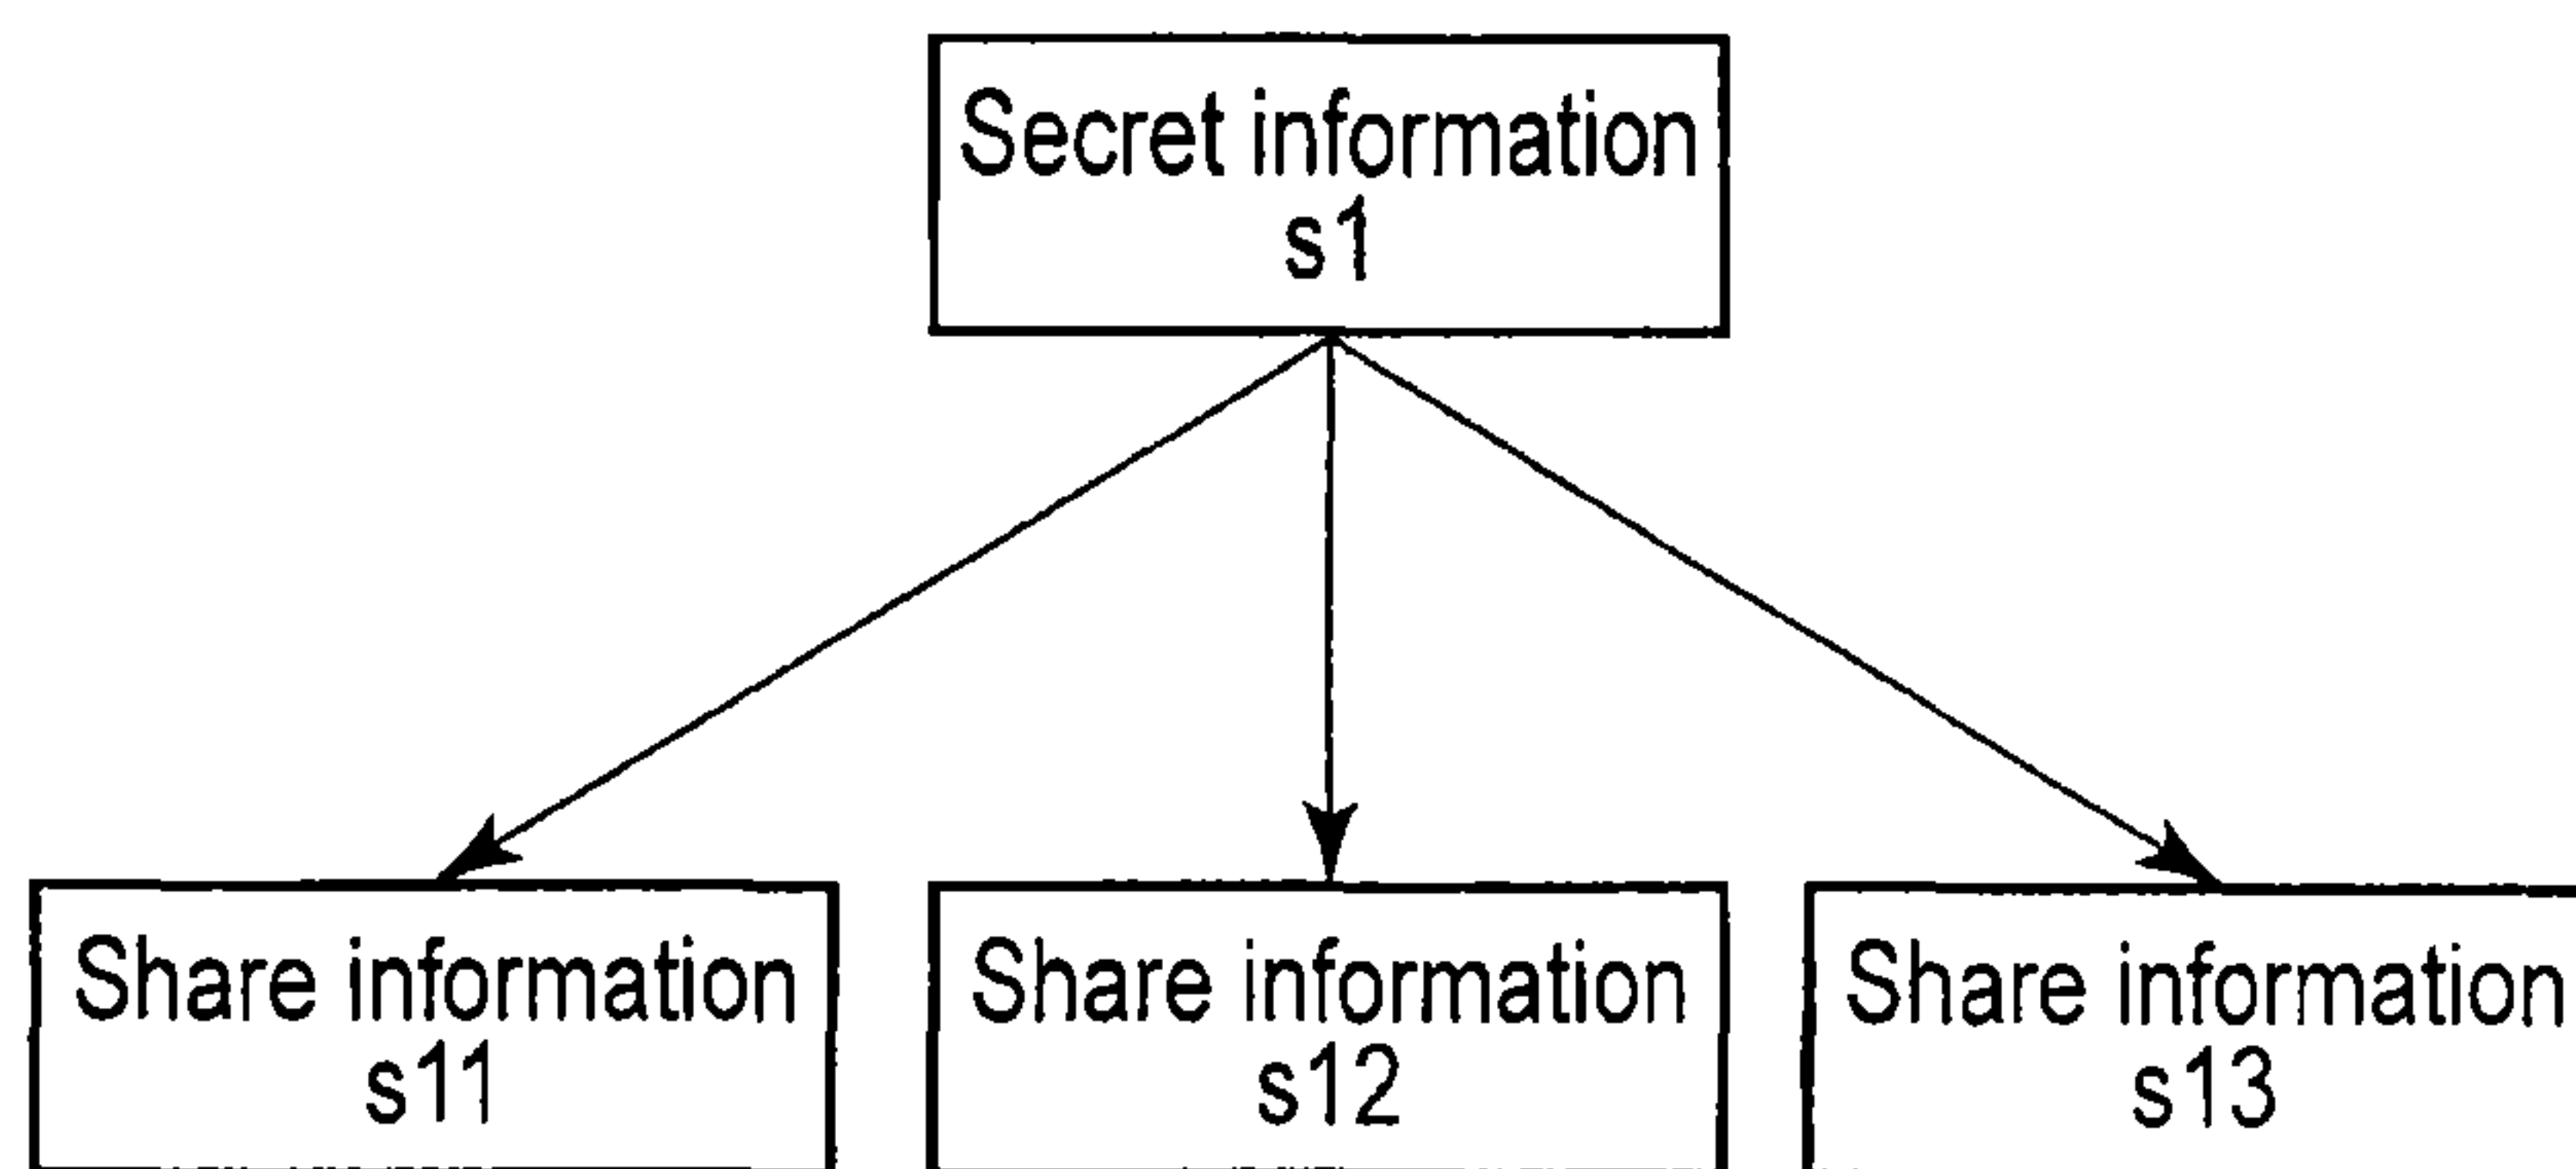 Secret information
s1
Share information
s11
Share information
s12
Share information
s13